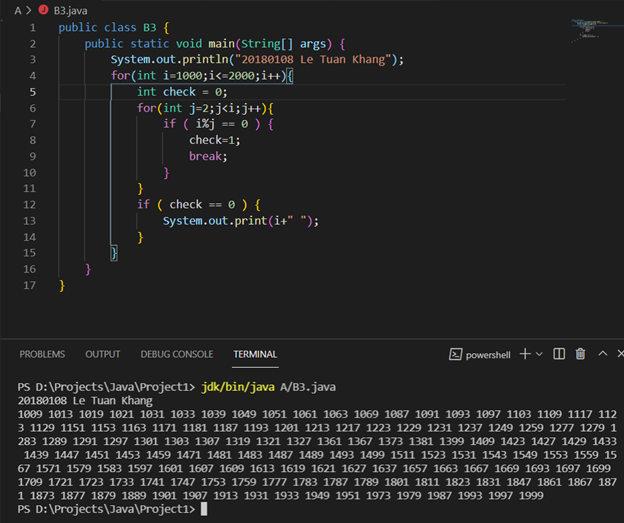 A > B3.java
1 public class B3 {
2 public static void main(String[] args) {
3 System.out.println("20180108 Le Tuan Khang");
4 for(int i=1000;i<=2000;i++){
5 int check = 0;
6 for(int j=2;j<i;j++){
7 if ( i%j == 0 ) {
8 check=1;
9 break;
10 }
11 }
12 if ( check == 0 ) {
13 System.out.print(i+" ");
14 }
15 }
16 }
17 }
PROBLEMS OUTPUT DEBUG CONSOLE TERMINAL powershell
PS D:\Projects\Java\Project1> jdk/bin/java A/B3.java
20180108 Le Tuan Khang
1009 1013 1019 1021 1031 1033 1039 1049 1051 1061 1063 1069 1087 1091 1093 1097 1103 1109 1117 112
3 1129 1151 1153 1163 1171 1181 1187 1193 1201 1213 1217 1223 1229 1231 1237 1249 1259 1277 1279 1
283 1289 1291 1297 1301 1303 1307 1319 1321 1327 1361 1367 1373 1381 1399 1409 1423 1427 1429 1433
1439 1447 1451 1453 1459 1471 1481 1483 1487 1489 1493 1499 1511 1523 1531 1543 1549 1553 1559 15
67 1571 1579 1583 1597 1601 1607 1609 1613 1619 1621 1627 1637 1657 1663 1667 1669 1693 1697 1699
1709 1721 1723 1733 1741 1747 1753 1759 1777 1783 1787 1789 1801 1811 1823 1831 1847 1861 1867 187
1 1873 1877 1879 1889 1901 1907 1913 1931 1933 1949 1951 1973 1979 1987 1993 1997 1999
PS D:\Projects\Java\Project1>